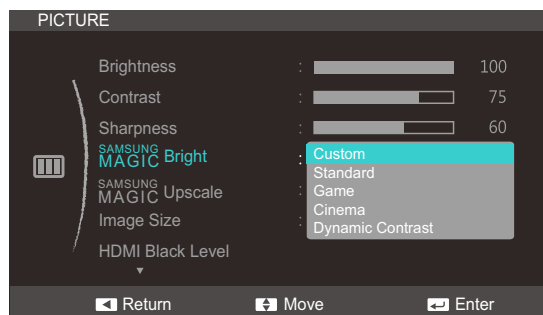 PICTURE
Brightness : 100
Contrast : 75
Sharpness : 60
SAMSUNG
MAGIC Bright : Custom
Standard
SAMSUNG
MAGIC Upscale : Game
Cinema
Image Size : Dynamic Contrast
HDMI Black Level
Return Move Enter